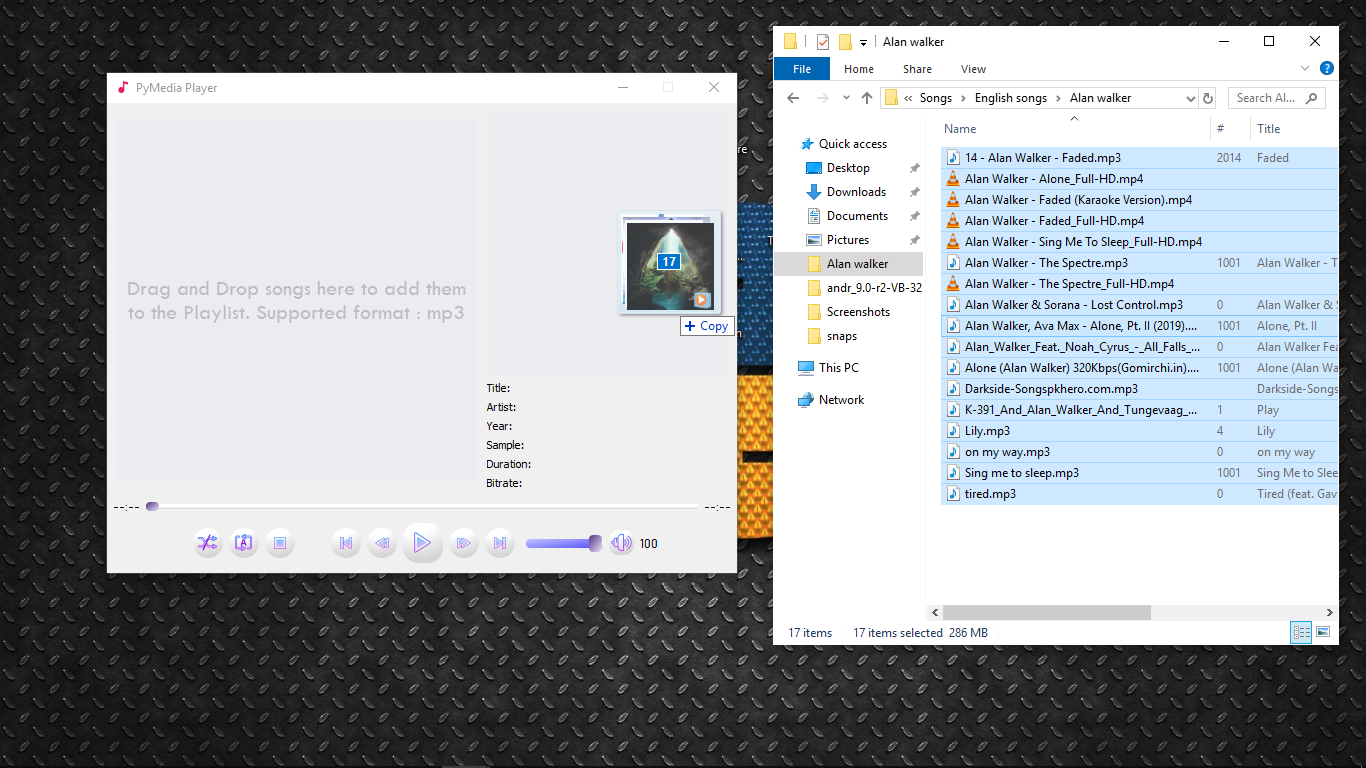 PyMedia Player
Drag and Drop songs here to add them
to the Playlist. Supported format : mp3
17
Copy
Title:
Artist:
Year:
Sample:
Duration:
Bitrate:
--:--
--:--
A
100
Alan walker
File Home Share View
?
« Songs > English songs > Alan walker
Search Al...
Quick access
Desktop
Downloads
Documents
Pictures
Alan walker
andr_9.0-r2-VB-32
Screenshots
snaps
This PC
Network
Name # Title
14 - Alan Walker - Faded.mp3 2014 Faded
Alan Walker - Alone_Full-HD.mp4
Alan Walker - Faded (Karaoke Version).mp4
Alan Walker - Faded_Full-HD.mp4
Alan Walker - Sing Me To Sleep_Full-HD.mp4
Alan Walker - The Spectre.mp3 1001 Alan Walker - T
Alan Walker - The Spectre_Full-HD.mp4
Alan Walker & Sorana - Lost Control.mp3 0 Alan Walker & S
Alan Walker, Ava Max - Alone, Pt. II (2019).... 1001 Alone, Pt. II
Alan_Walker_Feat._Noah_Cyrus_-_All_Falls_... 0 Alan Walker Fea
Alone (Alan Walker) 320Kbps(Gomirchi.in).... 1001 Alone (Alan Wa
Darkside-Songspkhero.com.mp3 Darkside-Songs
K-391_And_Alan_Walker_And_Tungevaag_... 1 Play
Lily.mp3 4 Lily
on my way.mp3 0 on my way
Sing me to sleep.mp3 1001 Sing Me to Slee
tired.mp3 0 Tired (feat. Gav
17 items 17 items selected 286 MB